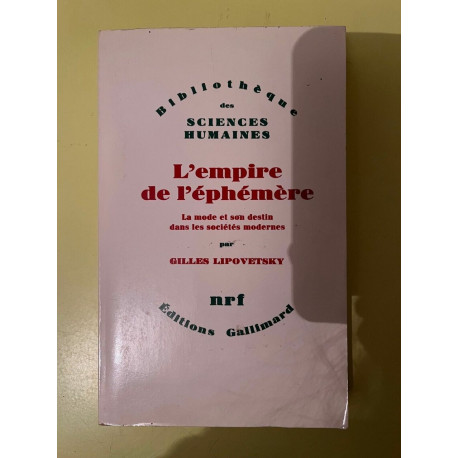 Bibliothèque
des
SCIENCES
HUMAINES
L'empire
de l'éphémère
La mode et son destin
dans les sociétés modernes
par
GILLES LIPOVETSKY
nrf
Éditions Gallimard